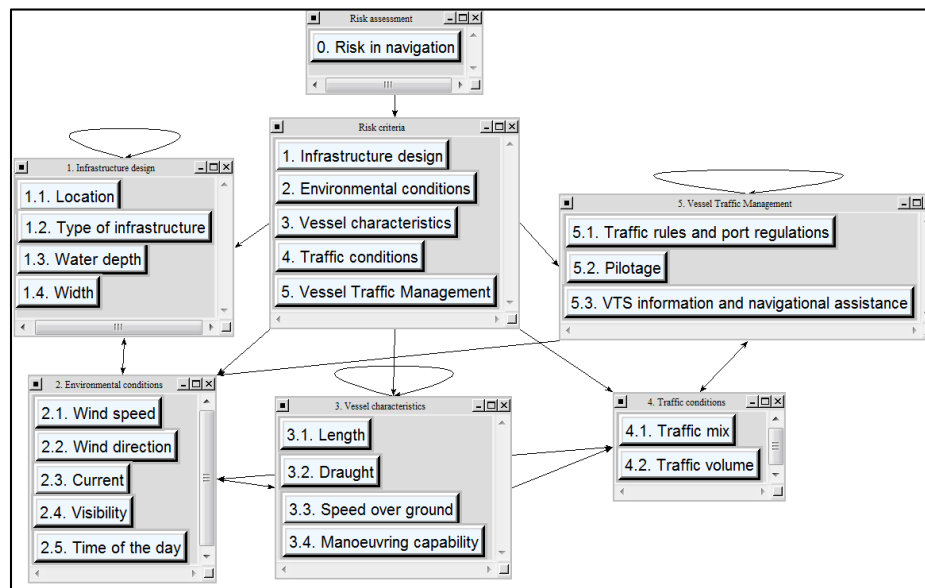 Risk assessment
0. Risk in navigation
Risk criteria
1. Infrastructure design
2. Environmental conditions
3. Vessel characteristics
4. Traffic conditions
5. Vessel Traffic Management
1. Infrastructure design
1.1. Location
1.2. Type of infrastructure
1.3. Water depth
1.4. Width
5. Vessel Traffic Management
5.1. Traffic rules and port regulations
5.2. Pilotage
5.3. VTS information and navigational assistance
2. Environmental conditions
2.1. Wind speed
2.2. Wind direction
2.3. Current
2.4. Visibility
2.5. Time of the day
3. Vessel characteristics
3.1. Length
3.2. Draught
3.3. Speed over ground
3.4. Manoeuvring capability
4. Traffic conditions
4.1. Traffic mix
4.2. Traffic volume